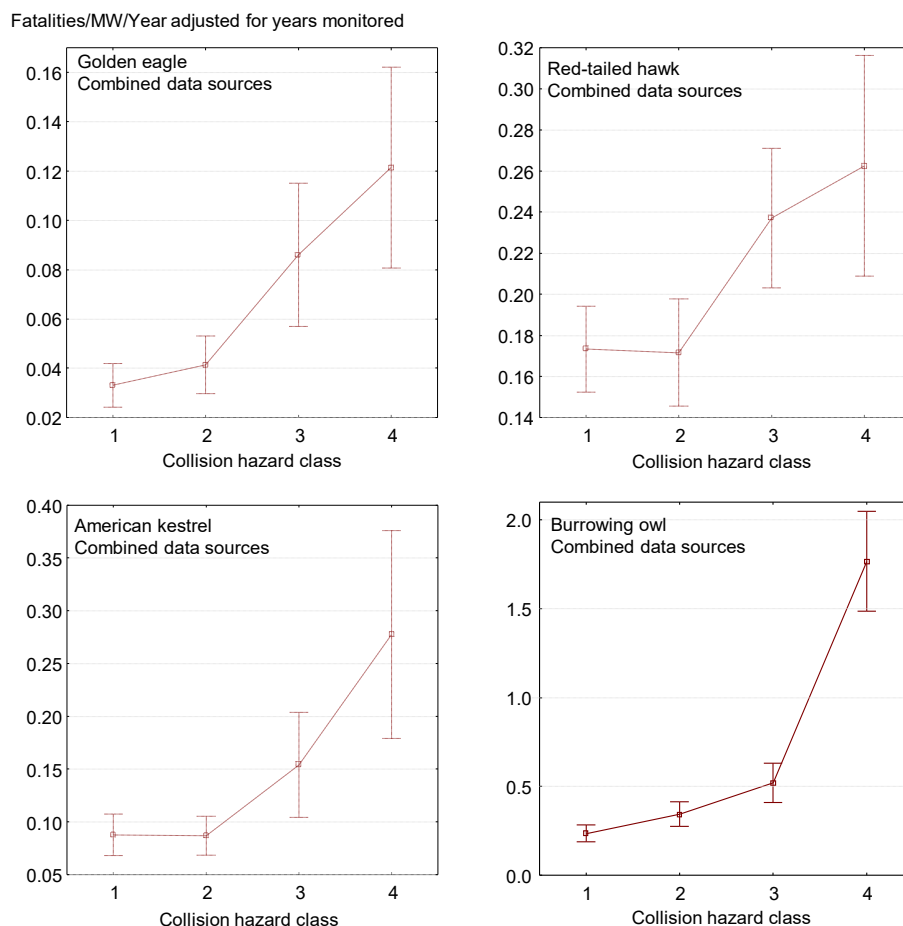 Fatalities/MW/Year adjusted for years monitored
Golden eagle
Combined data sources
0.16
0.14
0.12
0.10
0.08
0.06
0.04
0.02
1 2 3 4
Collision hazard class
Red-tailed hawk
Combined data sources
0.32
0.30
0.28
0.26
0.24
0.22
0.20
0.18
0.16
0.14
1 2 3 4
Collision hazard class
American kestrel
Combined data sources
0.40
0.35
0.30
0.25
0.20
0.15
0.10
0.05
1 2 3 4
Collision hazard class
Burrowing owl
Combined data sources
2.0
1.5
1.0
0.5
0.0
1 2 3 4
Collision hazard class